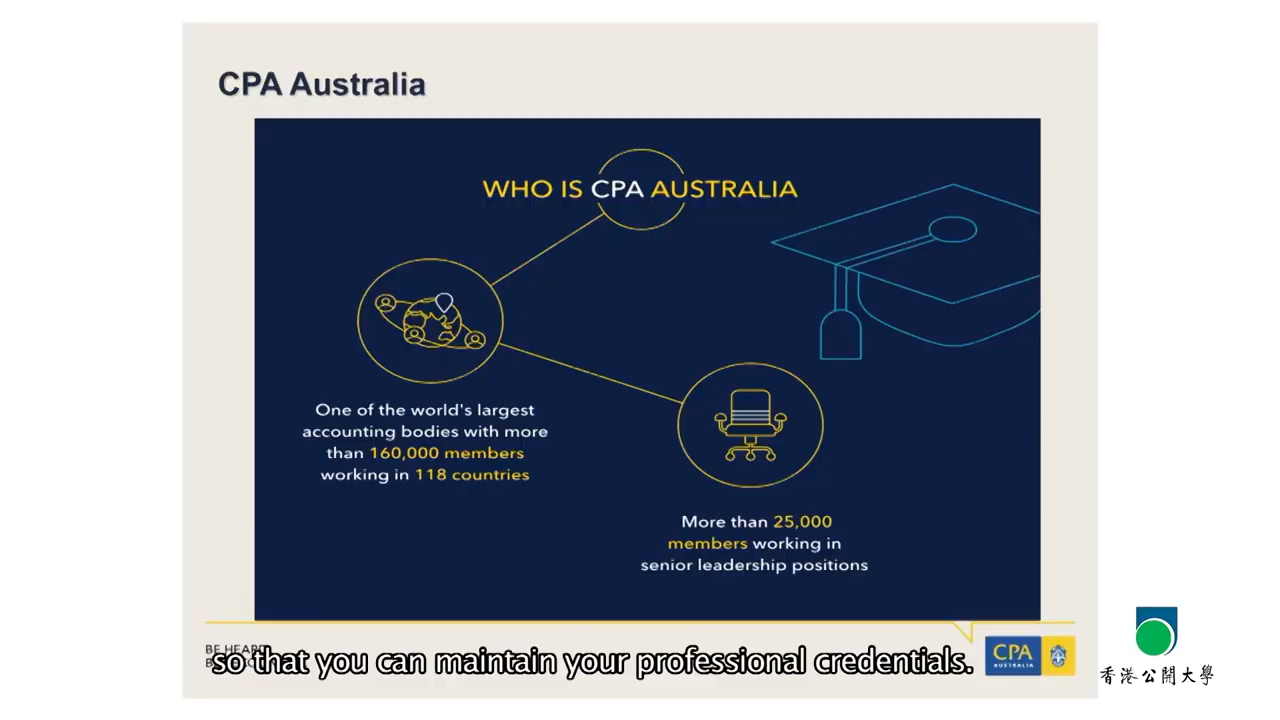 CPA Australia
WHO IS CPA AUSTRALIA
One of the world's largest
accounting bodies with more
than 160,000 members
working in 118 countries
More than 25,000
members working in
senior leadership positions
BE HEARD
so that you can maintain your professional credentials.
CPA
AUSTRALIA
香港公開大學